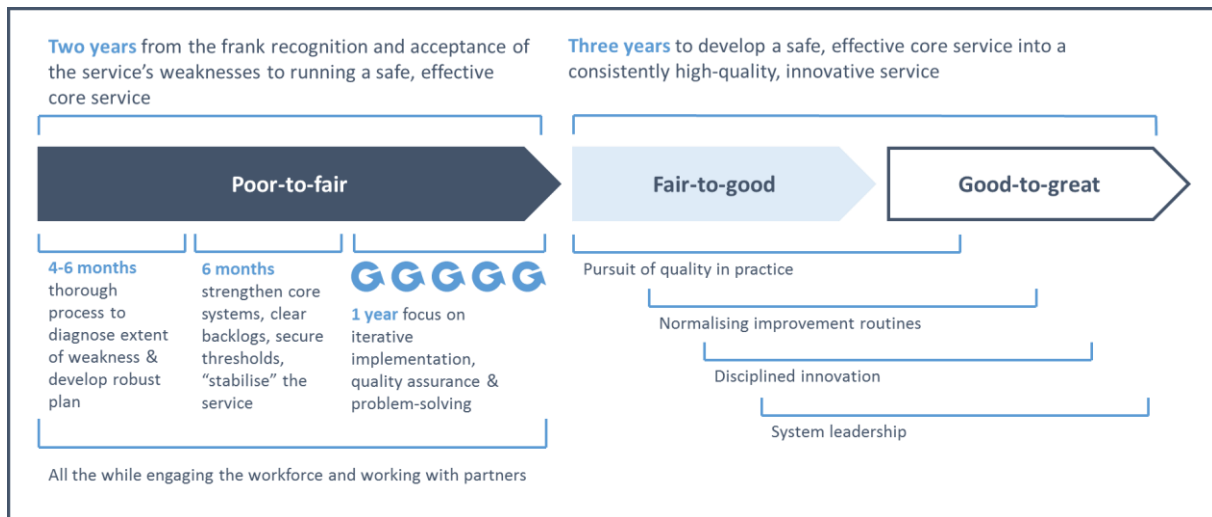 Two years from the frank recognition and acceptance of
the service's weaknesses to running a safe, effective
core service
Three years to develop a safe, effective core service into a
consistently high-quality, innovative service
Poor-to-fair
Fair-to-good
Good-to-great
4-6 months
thorough
process to
diagnose extent
of weakness &
develop robust
plan
6 months
strengthen core
systems, clear
backlogs, secure
thresholds,
"stabilise" the
service
1 year focus on
iterative
implementation,
quality assurance &
problem-solving
All the while engaging the workforce and working with partners
Pursuit of quality in practice
Normalising improvement routines
Disciplined innovation
System leadership